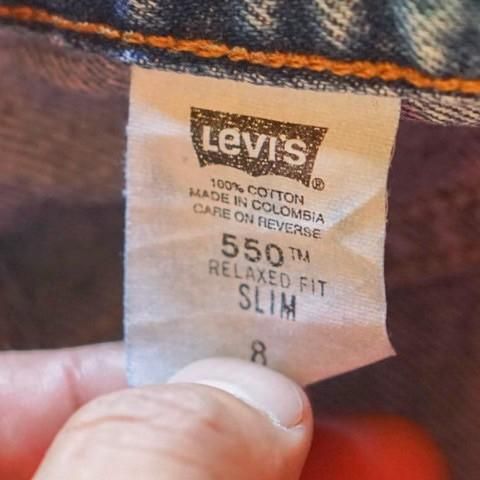 Levi's®
100% COTTON
MADE IN COLOMBIA
CARE ON REVERSE
550™
RELAXED FIT
SLIM
8